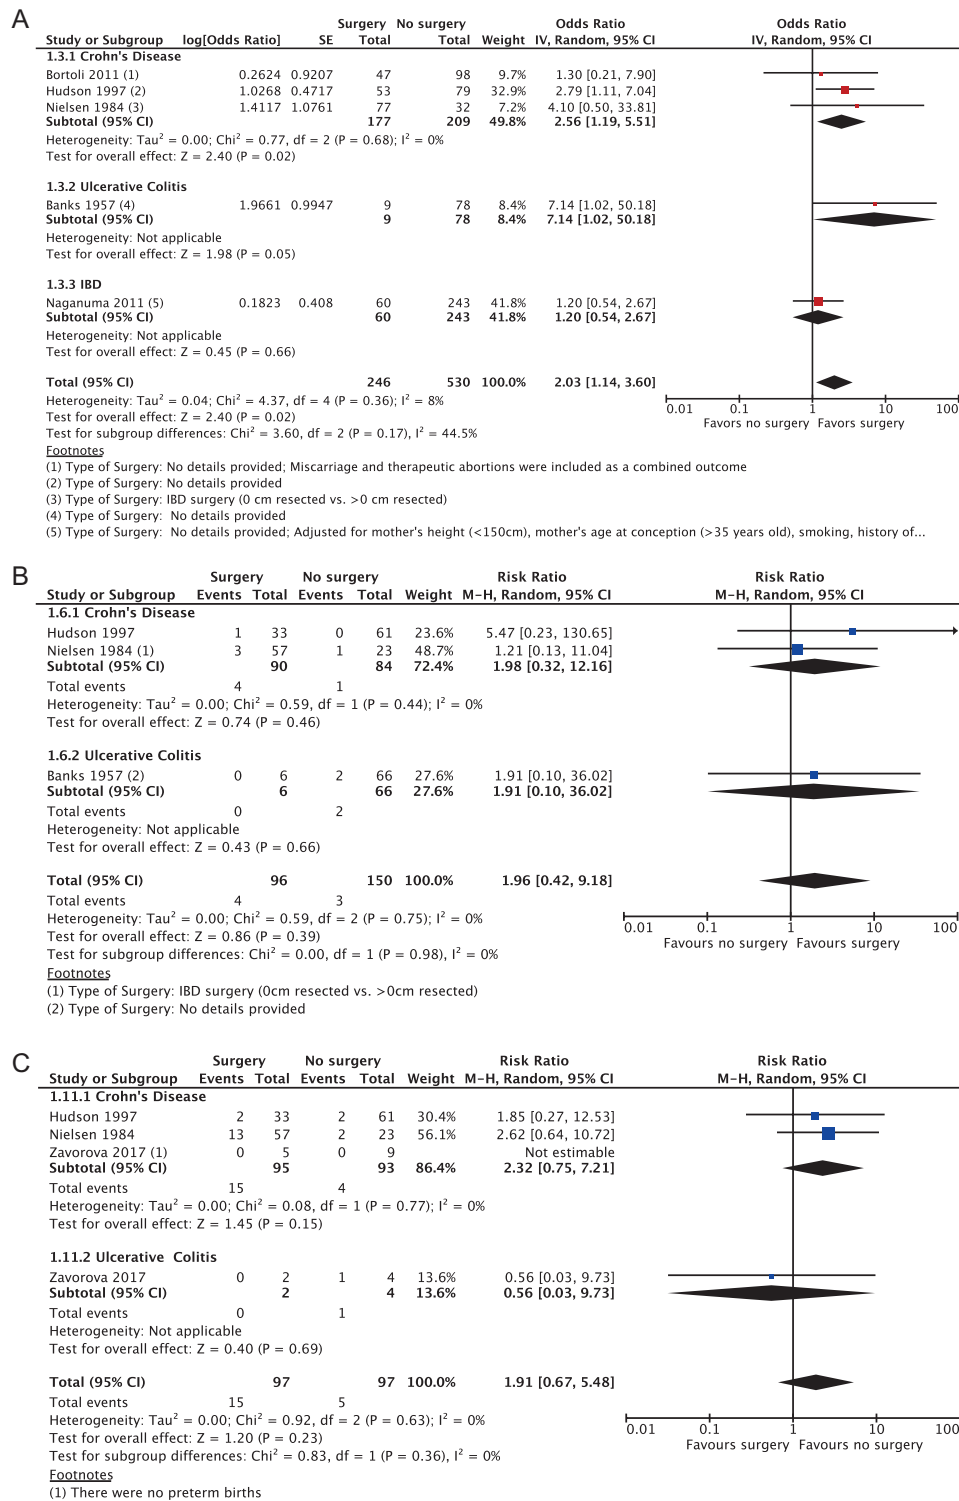 A
Surgery No surgery Odds Ratio Odds Ratio
Study or Subgroup log[Odds Ratio] SE Total Total Weight IV, Random, 95% CI IV, Random, 95% CI
1.3.1 Crohn's Disease
Bortoli 2011 (1) 0.2624 0.9207 47 98 9.7% 1.30 [0.21, 7.90]
Hudson 1997 (2) 1.0268 0.4717 53 79 32.9% 2.79 [1.11, 7.04]
Nielsen 1984 (3) 1.4117 1.0761 77 32 7.2% 4.10 [0.50, 33.81]
Subtotal (95% CI) 177 209 49.8% 2.56 [1.19, 5.51]
Heterogeneity: Tau² = 0.00; Chi² = 0.77, df = 2 (P = 0.68); I² = 0%
Test for overall effect: Z = 2.40 (P = 0.02)
1.3.2 Ulcerative Colitis
Banks 1957 (4) 1.9661 0.9947 9 78 8.4% 7.14 [1.02, 50.18]
Subtotal (95% CI) 9 78 8.4% 7.14 [1.02, 50.18]
Heterogeneity: Not applicable
Test for overall effect: Z = 1.98 (P = 0.05)
1.3.3 IBD
Naganuma 2011 (5) 0.1823 0.408 60 243 41.8% 1.20 [0.54, 2.67]
Subtotal (95% CI) 60 243 41.8% 1.20 [0.54, 2.67]
Heterogeneity: Not applicable
Test for overall effect: Z = 0.45 (P = 0.66)
Total (95% CI) 246 530 100.0% 2.03 [1.14, 3.60]
Heterogeneity: Tau² = 0.04; Chi² = 4.37, df = 4 (P = 0.36); I² = 8%
Test for overall effect: Z = 2.40 (P = 0.02)
Test for subgroup differences: Chi² = 3.60, df = 2 (P = 0.17), I² = 44.5%
0.01 0.1 1 10 100
Favors no surgery Favors surgery
Footnotes
(1) Type of Surgery: No details provided; Miscarriage and therapeutic abortions were included as a combined outcome
(2) Type of Surgery: No details provided
(3) Type of Surgery: IBD surgery (0 cm resected vs. >0 cm resected)
(4) Type of Surgery: No details provided
(5) Type of Surgery: No details provided; Adjusted for mother's height (<150cm), mother's age at conception (>35 years old), smoking, history of...
B
Surgery No surgery Risk Ratio Risk Ratio
Study or Subgroup Events Total Events Total Weight M-H, Random, 95% CI M-H, Random, 95% CI
1.6.1 Crohn's Disease
Hudson 1997 1 33 0 61 23.6% 5.47 [0.23, 130.65]
Nielsen 1984 (1) 3 57 1 23 48.7% 1.21 [0.13, 11.04]
Subtotal (95% CI) 90 84 72.4% 1.98 [0.32, 12.16]
Total events 4 1
Heterogeneity: Tau² = 0.00; Chi² = 0.59, df = 1 (P = 0.44); I² = 0%
Test for overall effect: Z = 0.74 (P = 0.46)
1.6.2 Ulcerative Colitis
Banks 1957 (2) 0 6 2 66 27.6% 1.91 [0.10, 36.02]
Subtotal (95% CI) 6 66 27.6% 1.91 [0.10, 36.02]
Total events 0 2
Heterogeneity: Not applicable
Test for overall effect: Z = 0.43 (P = 0.66)
Total (95% CI) 96 150 100.0% 1.96 [0.42, 9.18]
Total events 4 3
Heterogeneity: Tau² = 0.00; Chi² = 0.59, df = 2 (P = 0.75); I² = 0%
Test for overall effect: Z = 0.86 (P = 0.39)
Test for subgroup differences: Chi² = 0.00, df = 1 (P = 0.98), I² = 0%
0.01 0.1 1 10 100
Favours no surgery Favours surgery
Footnotes
(1) Type of Surgery: IBD surgery (0cm resected vs. >0cm resected)
(2) Type of Surgery: No details provided
C
Surgery No surgery Risk Ratio Risk Ratio
Study or Subgroup Events Total Events Total Weight M-H, Random, 95% CI M-H, Random, 95% CI
1.11.1 Crohn's Disease
Hudson 1997 2 33 2 61 30.4% 1.85 [0.27, 12.53]
Nielsen 1984 13 57 2 23 56.1% 2.62 [0.64, 10.72]
Zavorova 2017 (1) 0 5 0 9 Not estimable
Subtotal (95% CI) 95 93 86.4% 2.32 [0.75, 7.21]
Total events 15 4
Heterogeneity: Tau² = 0.00; Chi² = 0.08, df = 1 (P = 0.77); I² = 0%
Test for overall effect: Z = 1.45 (P = 0.15)
1.11.2 Ulcerative Colitis
Zavorova 2017 0 2 1 4 13.6% 0.56 [0.03, 9.73]
Subtotal (95% CI) 2 4 13.6% 0.56 [0.03, 9.73]
Total events 0 1
Heterogeneity: Not applicable
Test for overall effect: Z = 0.40 (P = 0.69)
Total (95% CI) 97 97 100.0% 1.91 [0.67, 5.48]
Total events 15 5
Heterogeneity: Tau² = 0.00; Chi² = 0.92, df = 2 (P = 0.63); I² = 0%
Test for overall effect: Z = 1.20 (P = 0.23)
Test for subgroup differences: Chi² = 0.83, df = 1 (P = 0.36), I² = 0%
0.01 0.1 1 10 100
Favours surgery Favours no surgery
Footnotes
(1) There were no preterm births